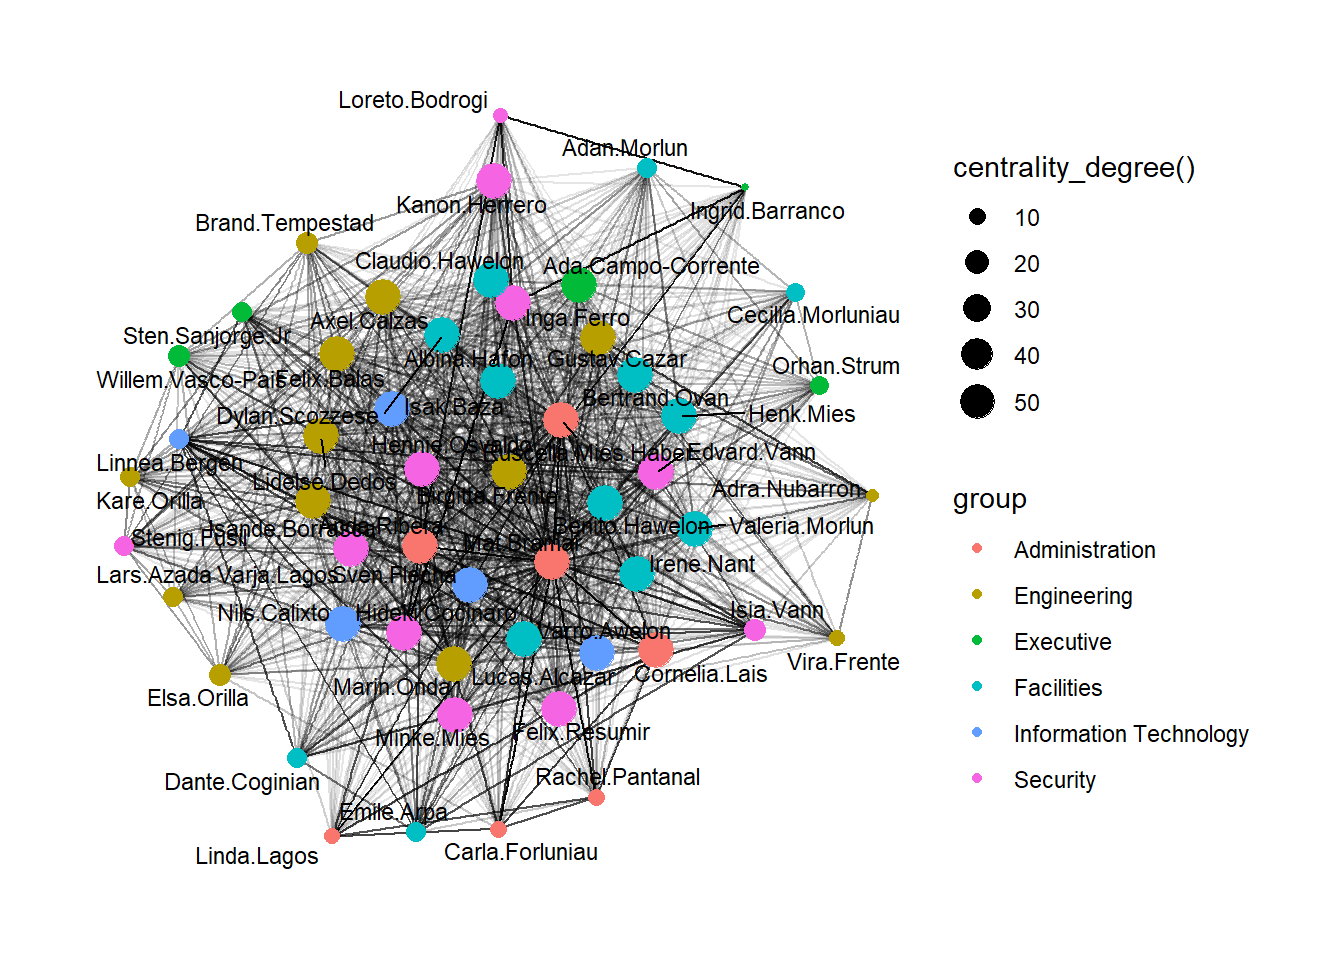 Loreto.Bodrogi
Adan.Morlun
Kanon.Herrero
Ingrid.Barranco
Brand.Tempestad
Claudio.Hawelon
Ada.Campo-Corrente
Cecilia.Morluniau
Axel.Calzas
Inga.Ferro
Sten.Sanjorge Jr
Albina.Hafon
Gustav.Cazar
Orhan.Strum
Willem.Vasco-Pais
Felix.Balas
Bertrand.Ovan
Isak.Baza
Henk.Mies
Dylan.Scozzese
Hennie.Osvaldo
Ruscella.Mies.Haber
Edvard.Vann
Linnea.Bergen
Lidelse.Dedos
Adra.Nubarron
Kare.Orilla
Birgitta.Frente
Isande.Borrasca
Anda.Ribera
Benito.Hawelon
Valeria.Morlun
Stenig.Fusil
Mat.Bramar
Irene.Nant
Lars.Azada
Varja.Lagos
Sven.Flecha
Nils.Calixto
Hideki.Cocinaro
Isia.Vann
Varro.Awelon
Vira.Frente
Elsa.Orilla
Marin.Onda
Lucas.Alcazar
Cornelia.Lais
Minke.Mies
Felix.Resumir
Dante.Coginian
Rachel.Pantanal
Emile.Arpa
Linda.Lagos
Carla.Forluniau
centrality_degree()
10
20
30
40
50
group
Administration
Engineering
Executive
Facilities
Information Technology
Security